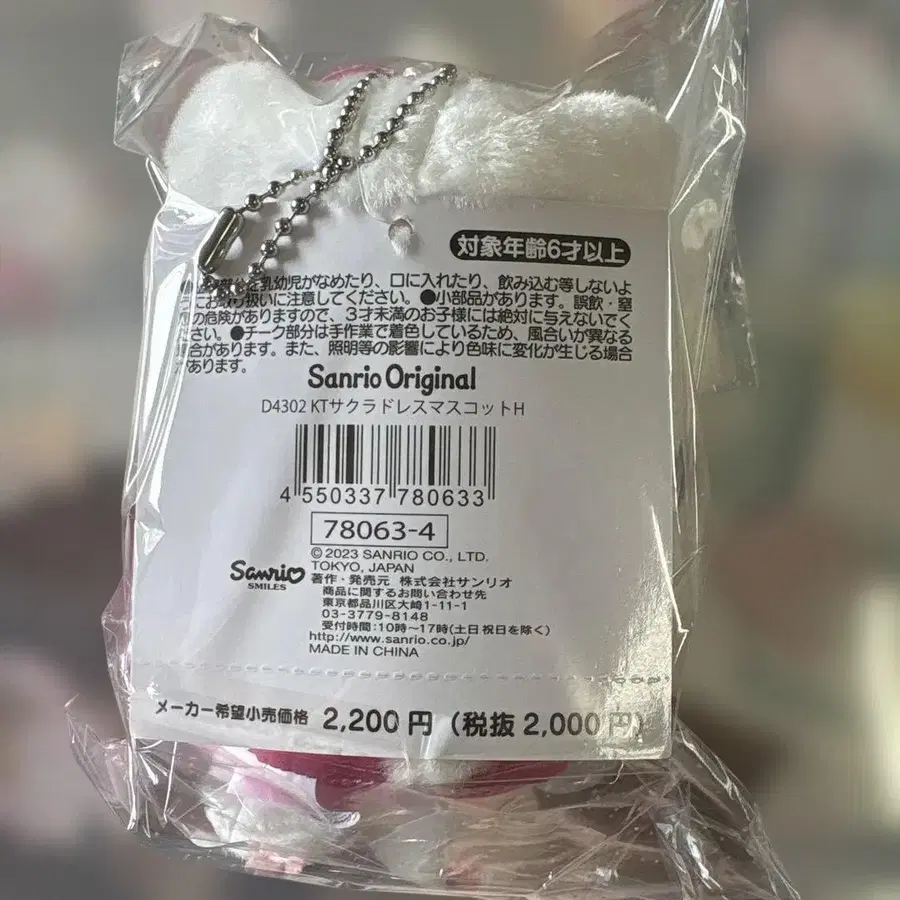 対象年齢6才以上
乳幼児がなめたり、口に入れたり、飲み込む等しないよ
うにお取り扱いに注意してください。●小部品があります。誤飲・窒
の危険がありますので、3才未満のお子様には絶対に与えないでく
ださい。●チーク部分は手作業で着色しているため、風合いが異なる
場合があります。また、照明等の影響により色味に変化が生じる場合
があります。
Sanrio Original
D4302 KTサクラドレスマスコットH
4 550337 780633
78063-4
© 2023 SANRIO CO., LTD.
TOKYO, JAPAN
Sanrio
SMILES
著作・発売元 株式会社サンリオ
商品に関するお問い合わせ先
東京都品川区大崎1-11-1
03-3779-8148
受付時間:10時〜17時(土日祝日を除く)
http://www.sanrio.co.jp/
MADE IN CHINA
メーカー希望小売価格 2,200円(税抜2,000円)